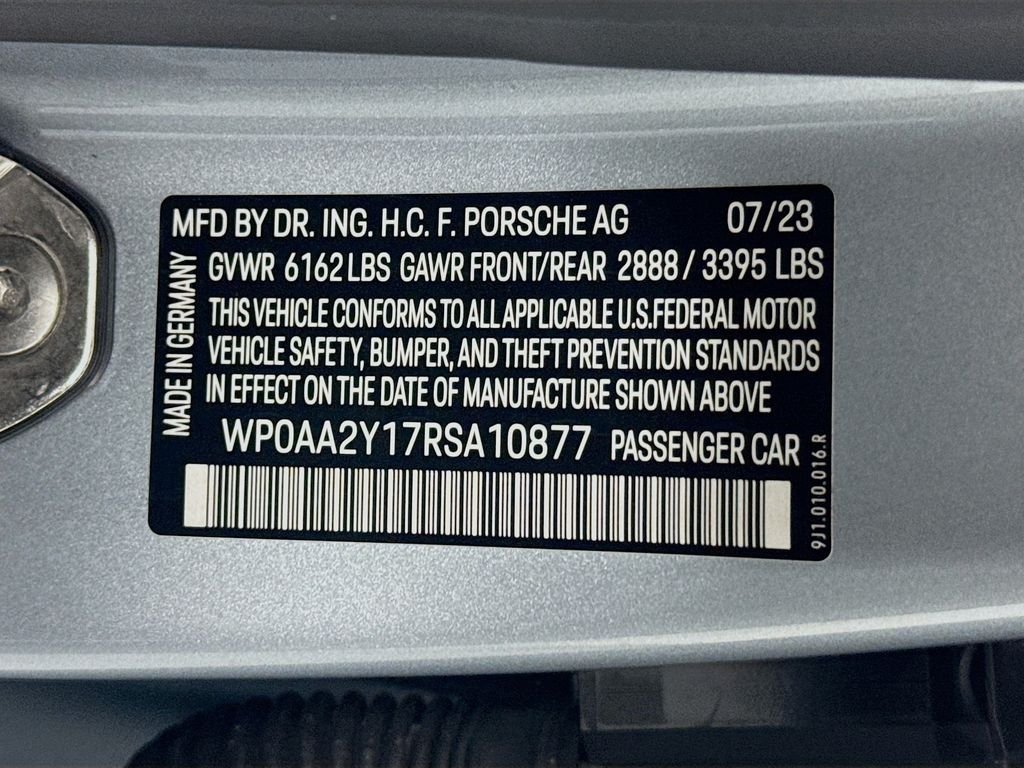 MFD BY DR. ING. H.C. F. PORSCHE AG 07/23
GVWR 6162 LBS GAWR FRONT/REAR 2888 / 3395 LBS
THIS VEHICLE CONFORMS TO ALL APPLICABLE U.S.FEDERAL MOTOR
VEHICLE SAFETY, BUMPER, AND THEFT PREVENTION STANDARDS
IN EFFECT ON THE DATE OF MANUFACTURE SHOWN ABOVE
WP0AA2Y17RSA10877 PASSENGER CAR
MADE IN GERMANY
9J1.010.016.R